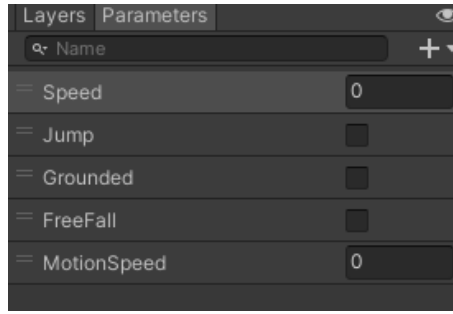 Layers Parameters
Name
Speed 0
Jump
Grounded
FreeFall
MotionSpeed 0